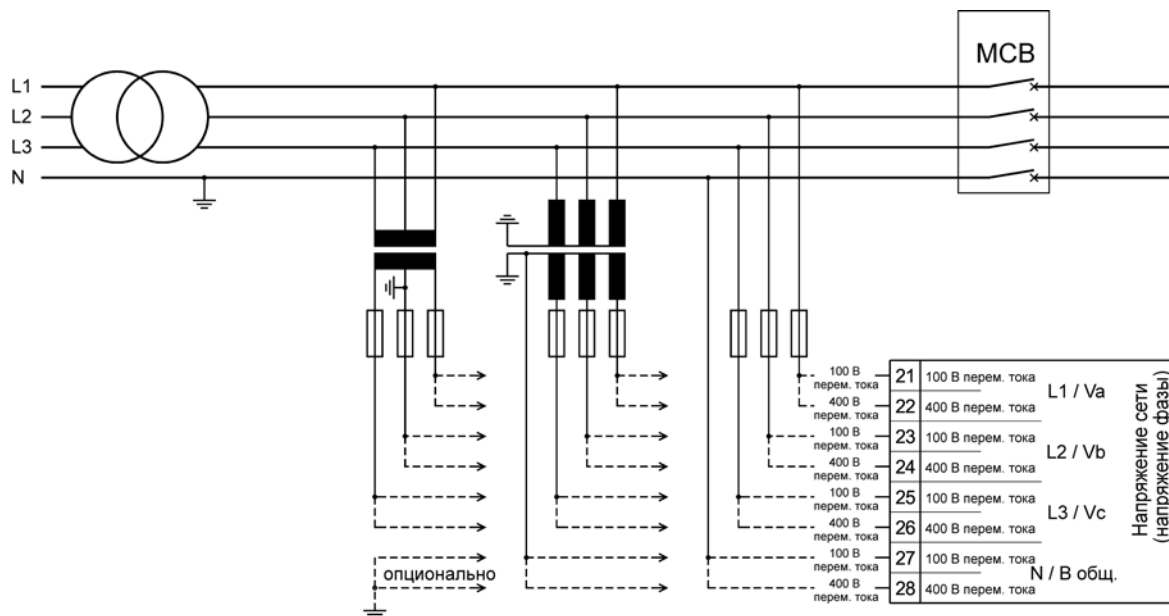 МСВ
L1
L2
L3
N
100 В
перем. тока
21
100 В перем. тока
L1 / Va
400 В
перем. тока
22
400 В перем. тока
100 В
перем. тока
23
100 В перем. тока
L2 / Vb
400 В
перем. тока
24
400 В перем. тока
100 В
перем. тока
25
100 В перем. тока
L3 / Vc
400 В
перем. тока
26
400 В перем. тока
100 В
перем. тока
27
100 В перем. тока
N / В общ.
400 В
перем. тока
28
400 В перем. тока
Напряжение сети
(напряжение фазы)
опционально